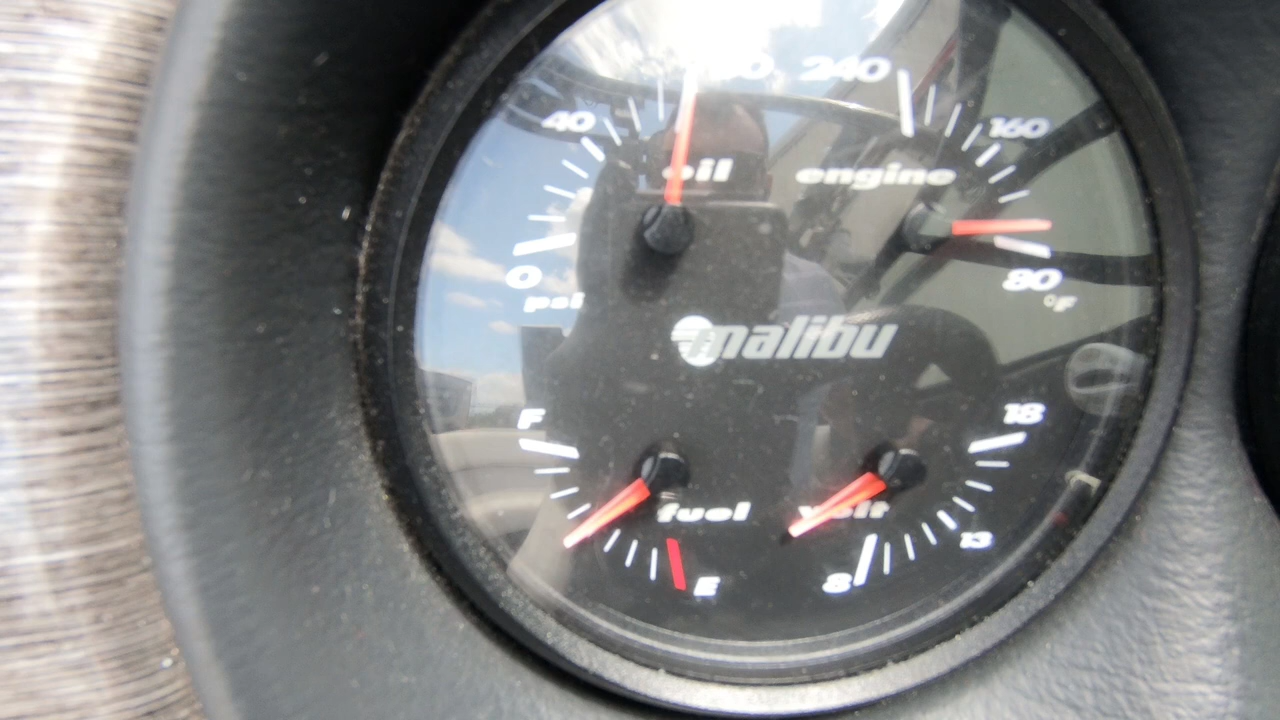 240
40
160
oil
engine
0
80
psi
°F
malibu
F
18
fuel
volt
13
8
E